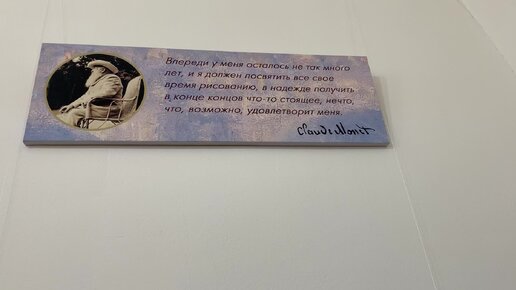 Впереди у меня осталось не так много
лет, и я должен посвятить все свое
время рисованию, в надежде получить
в конце концов что-то стоящее, нечто,
что, возможно, удовлетворит меня.
Claude Monet